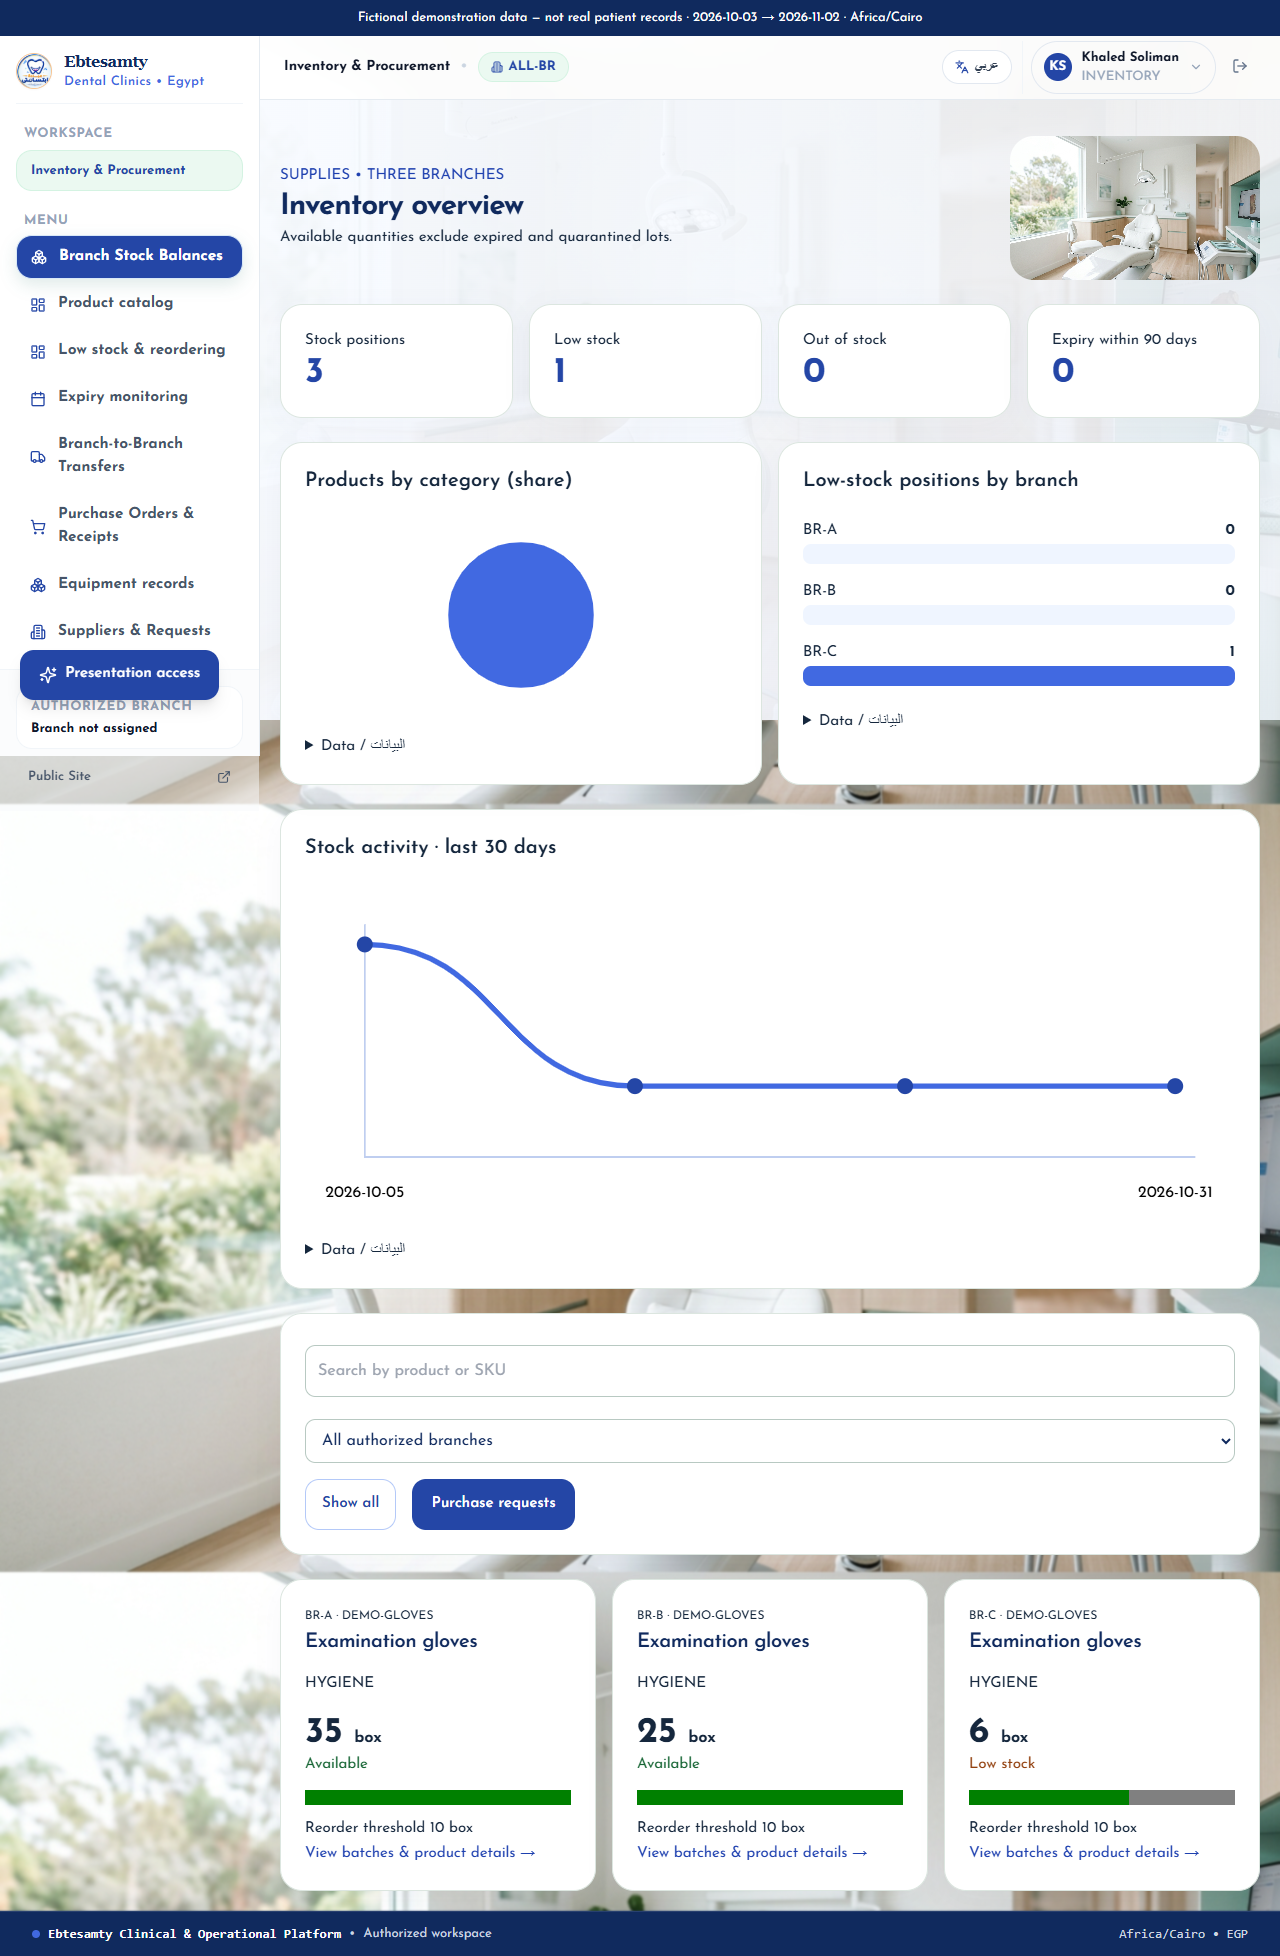 Fictional demonstration data — not real patient records · 2026-10-03 → 2026-11-02 · Africa/Cairo
Ebtesamty
Dental Clinics • Egypt
Inventory & Procurement • ALL-BR
عربي
KS
Khaled Soliman
INVENTORY
WORKSPACE
Inventory & Procurement
MENU
Branch Stock Balances
Product catalog
Low stock & reordering
Expiry monitoring
Branch-to-Branch
Transfers
Purchase Orders &
Receipts
Equipment records
Suppliers & Requests
Presentation access
AUTHORIZED BRANCH
Branch not assigned
Public Site
SUPPLIES • THREE BRANCHES
Inventory overview
Available quantities exclude expired and quarantined lots.
Stock positions
3
Low stock
1
Out of stock
0
Expiry within 90 days
0
Products by category (share)
Data / البيانات
Low-stock positions by branch
BR-A 0
BR-B 0
BR-C 1
Data / البيانات
Stock activity · last 30 days
2026-10-05 2026-10-31
Data / البيانات
Search by product or SKU
All authorized branches
Show all
Purchase requests
BR-A · DEMO-GLOVES
Examination gloves
HYGIENE
35 box
Available
Reorder threshold 10 box
View batches & product details →
BR-B · DEMO-GLOVES
Examination gloves
HYGIENE
25 box
Available
Reorder threshold 10 box
View batches & product details →
BR-C · DEMO-GLOVES
Examination gloves
HYGIENE
6 box
Low stock
Reorder threshold 10 box
View batches & product details →
Ebtesamty Clinical & Operational Platform • Authorized workspace
Africa/Cairo • EGP